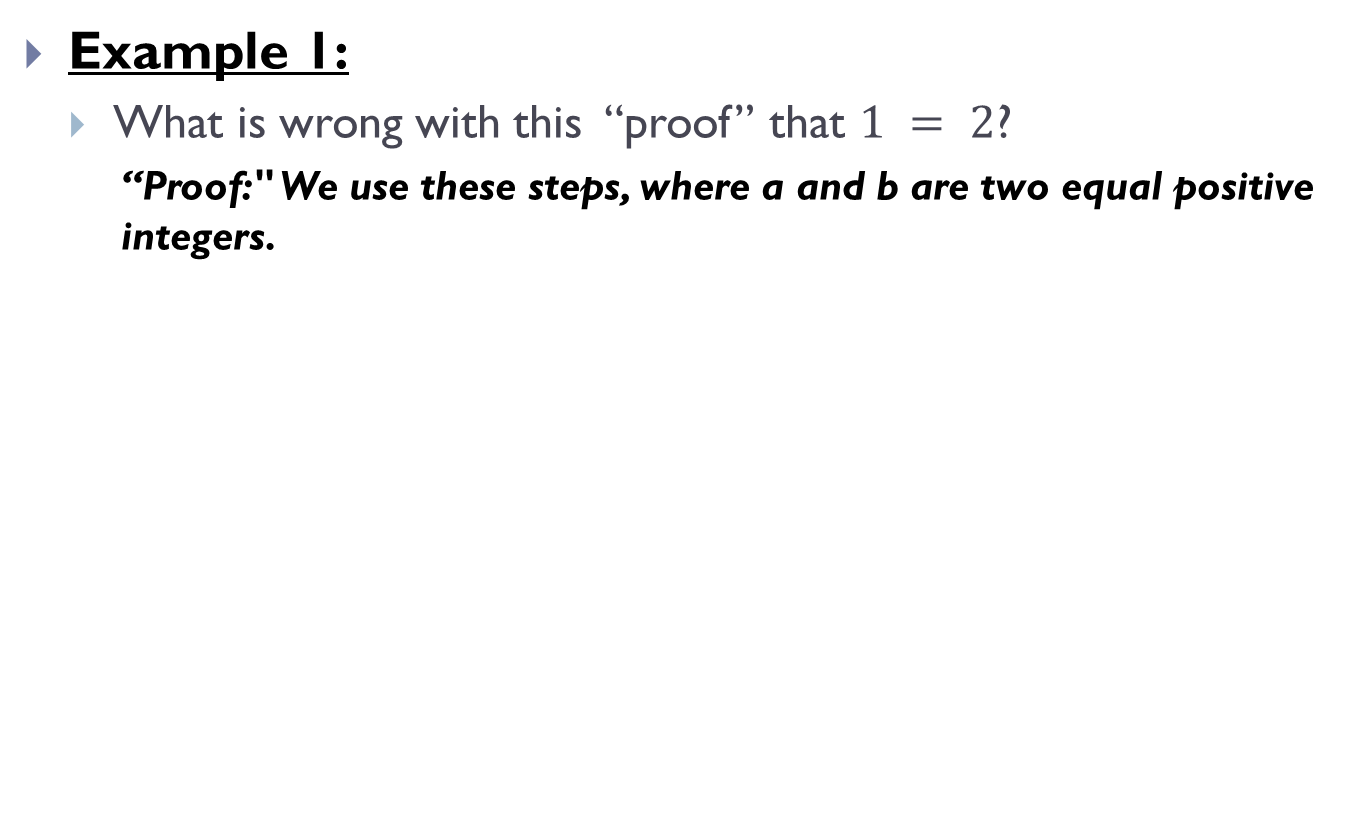 Example 1:
What is wrong with this “proof” that 1 = 2?
“Proof:" We use these steps, where a and b are two equal positive
integers.